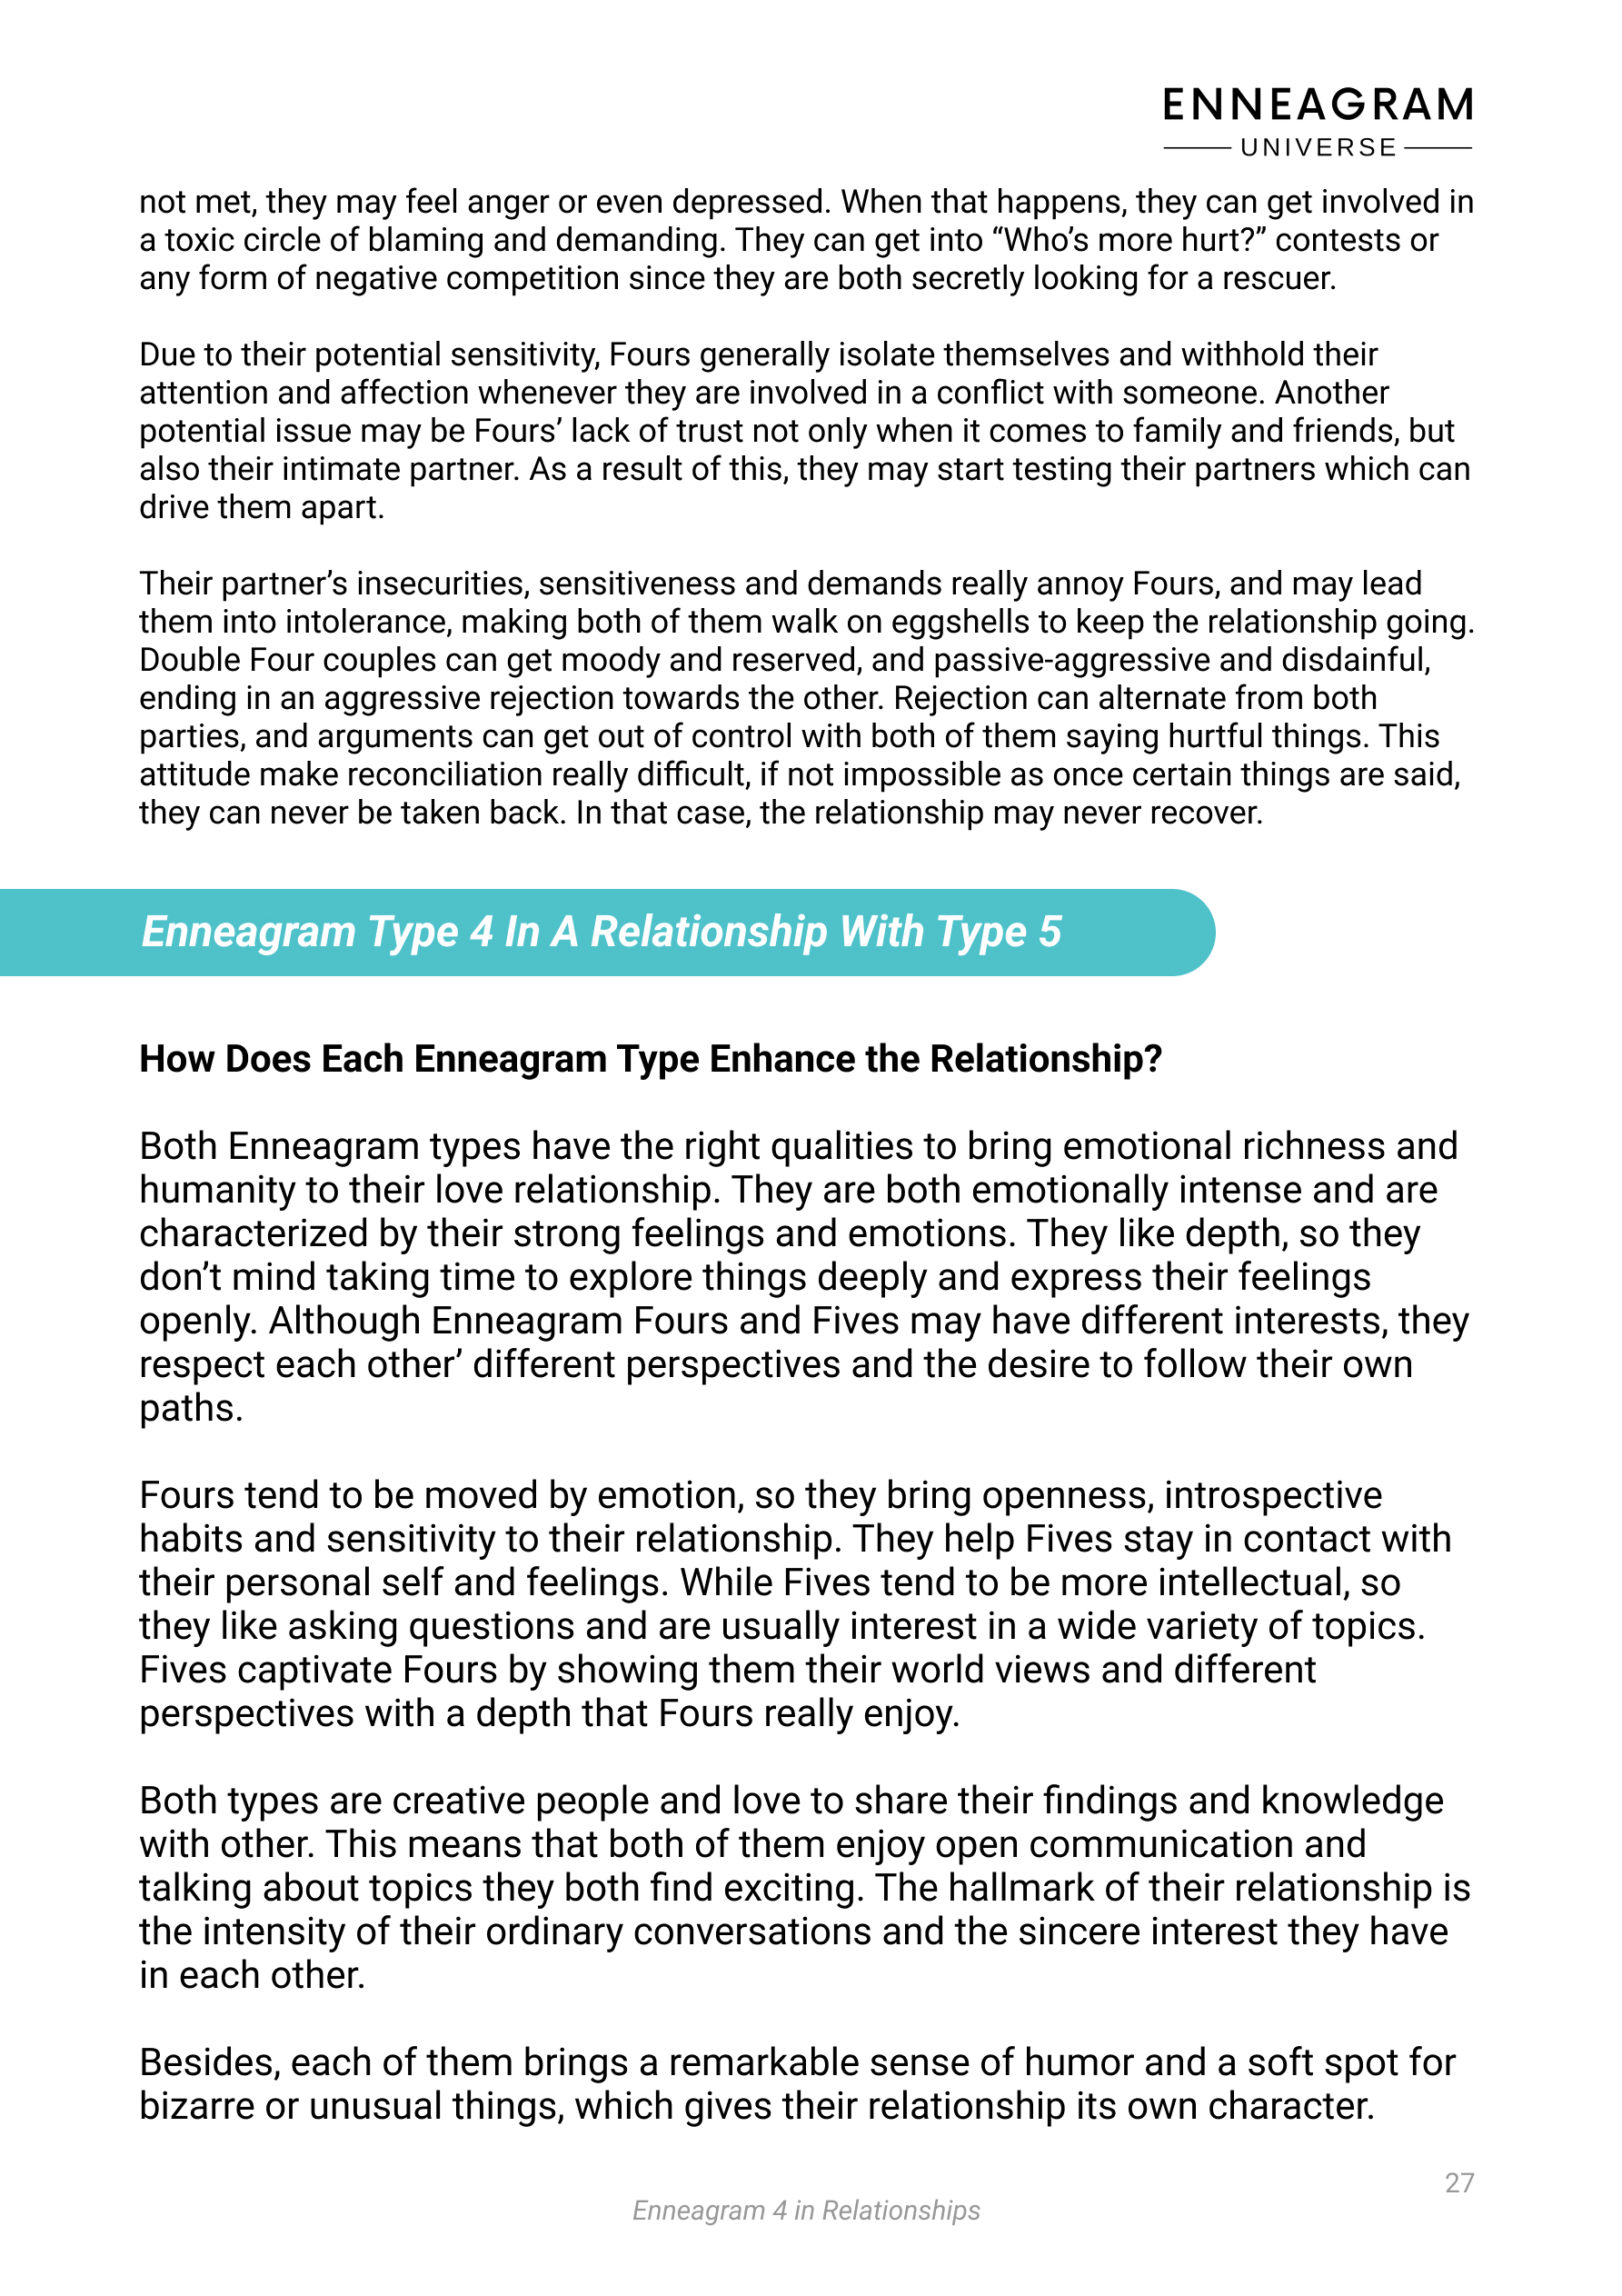 ENNEAGRAM
UNIVERSE
not met, they may feel anger or even depressed. When that happens, they can get involved in
a toxic circle of blaming and demanding. They can get into “Who’s more hurt?” contests or
any form of negative competition since they are both secretly looking for a rescuer.
Due to their potential sensitivity, Fours generally isolate themselves and withhold their
attention and affection whenever they are involved in a conflict with someone. Another
potential issue may be Fours’ lack of trust not only when it comes to family and friends, but
also their intimate partner. As a result of this, they may start testing their partners which can
drive them apart.
Their partner’s insecurities, sensitiveness and demands really annoy Fours, and may lead
them into intolerance, making both of them walk on eggshells to keep the relationship going.
Double Four couples can get moody and reserved, and passive-aggressive and disdainful,
ending in an aggressive rejection towards the other. Rejection can alternate from both
parties, and arguments can get out of control with both of them saying hurtful things. This
attitude make reconciliation really difficult, if not impossible as once certain things are said,
they can never be taken back. In that case, the relationship may never recover.
Enneagram Type 4 In A Relationship With Type 5
How Does Each Enneagram Type Enhance the Relationship?
Both Enneagram types have the right qualities to bring emotional richness and
humanity to their love relationship. They are both emotionally intense and are
characterized by their strong feelings and emotions. They like depth, so they
don’t mind taking time to explore things deeply and express their feelings
openly. Although Enneagram Fours and Fives may have different interests, they
respect each other’ different perspectives and the desire to follow their own
paths.
Fours tend to be moved by emotion, so they bring openness, introspective
habits and sensitivity to their relationship. They help Fives stay in contact with
their personal self and feelings. While Fives tend to be more intellectual, so
they like asking questions and are usually interest in a wide variety of topics.
Fives captivate Fours by showing them their world views and different
perspectives with a depth that Fours really enjoy.
Both types are creative people and love to share their findings and knowledge
with other. This means that both of them enjoy open communication and
talking about topics they both find exciting. The hallmark of their relationship is
the intensity of their ordinary conversations and the sincere interest they have
in each other.
Besides, each of them brings a remarkable sense of humor and a soft spot for
bizarre or unusual things, which gives their relationship its own character.
27
Enneagram 4 in Relationships